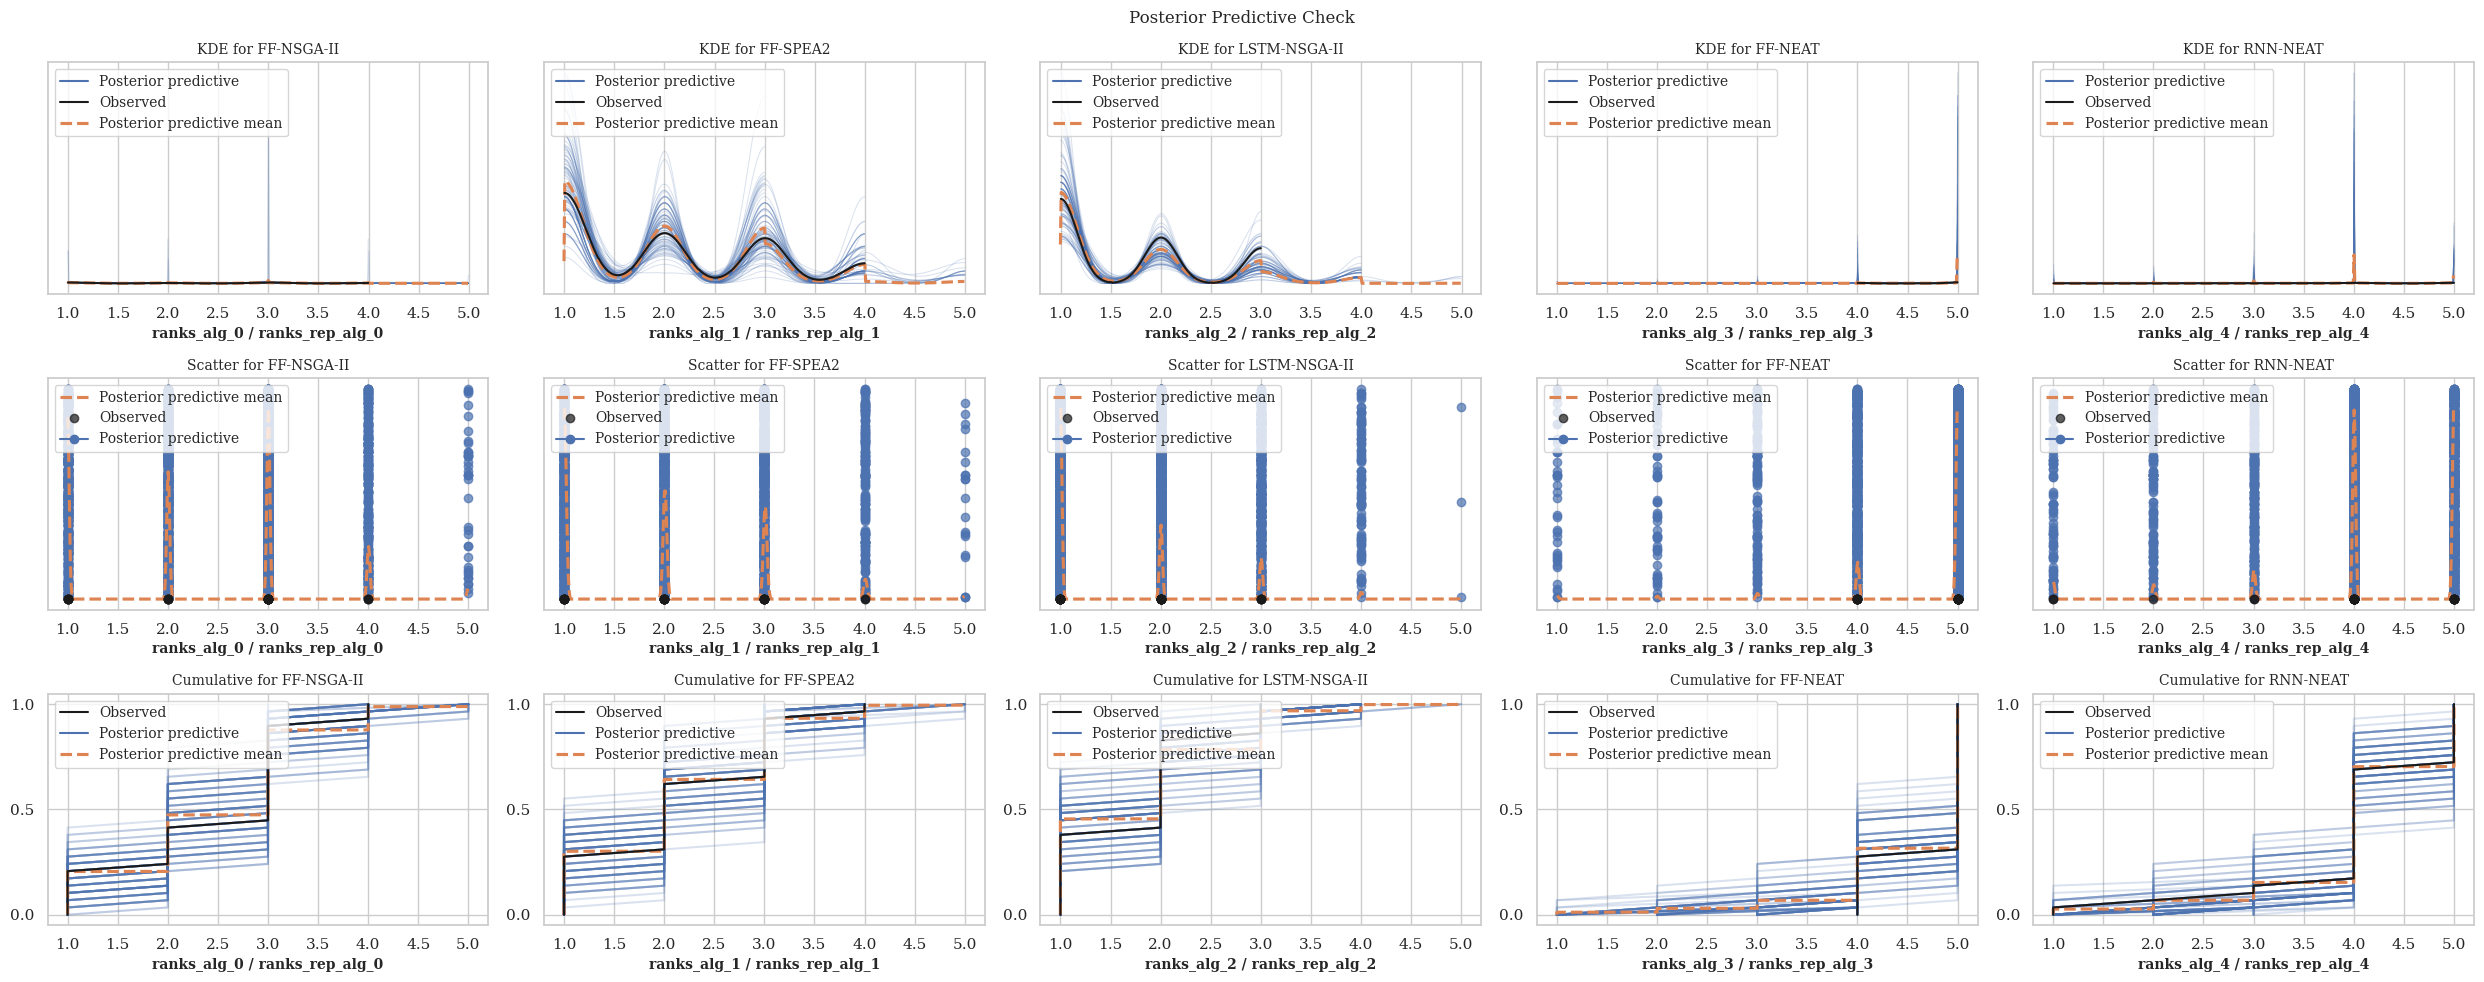 Posterior Predictive Check
KDE for FF-NSGA-II
Posterior predictive
Observed
Posterior predictive mean
1.0 1.5 2.0 2.5 3.0 3.5 4.0 4.5 5.0
ranks_alg_0 / ranks_rep_alg_0
KDE for FF-SPEA2
Posterior predictive
Observed
Posterior predictive mean
1.0 1.5 2.0 2.5 3.0 3.5 4.0 4.5 5.0
ranks_alg_1 / ranks_rep_alg_1
KDE for LSTM-NSGA-II
Posterior predictive
Observed
Posterior predictive mean
1.0 1.5 2.0 2.5 3.0 3.5 4.0 4.5 5.0
ranks_alg_2 / ranks_rep_alg_2
KDE for FF-NEAT
Posterior predictive
Observed
Posterior predictive mean
1.0 1.5 2.0 2.5 3.0 3.5 4.0 4.5 5.0
ranks_alg_3 / ranks_rep_alg_3
KDE for RNN-NEAT
Posterior predictive
Observed
Posterior predictive mean
1.0 1.5 2.0 2.5 3.0 3.5 4.0 4.5 5.0
ranks_alg_4 / ranks_rep_alg_4
Scatter for FF-NSGA-II
Posterior predictive mean
Observed
Posterior predictive
1.0 1.5 2.0 2.5 3.0 3.5 4.0 4.5 5.0
ranks_alg_0 / ranks_rep_alg_0
Scatter for FF-SPEA2
Posterior predictive mean
Observed
Posterior predictive
1.0 1.5 2.0 2.5 3.0 3.5 4.0 4.5 5.0
ranks_alg_1 / ranks_rep_alg_1
Scatter for LSTM-NSGA-II
Posterior predictive mean
Observed
Posterior predictive
1.0 1.5 2.0 2.5 3.0 3.5 4.0 4.5 5.0
ranks_alg_2 / ranks_rep_alg_2
Scatter for FF-NEAT
Posterior predictive mean
Observed
Posterior predictive
1.0 1.5 2.0 2.5 3.0 3.5 4.0 4.5 5.0
ranks_alg_3 / ranks_rep_alg_3
Scatter for RNN-NEAT
Posterior predictive mean
Observed
Posterior predictive
1.0 1.5 2.0 2.5 3.0 3.5 4.0 4.5 5.0
ranks_alg_4 / ranks_rep_alg_4
Cumulative for FF-NSGA-II
Observed
Posterior predictive
Posterior predictive mean
1.0
0.5
0.0
1.0 1.5 2.0 2.5 3.0 3.5 4.0 4.5 5.0
ranks_alg_0 / ranks_rep_alg_0
Cumulative for FF-SPEA2
Observed
Posterior predictive
Posterior predictive mean
1.0
0.5
0.0
1.0 1.5 2.0 2.5 3.0 3.5 4.0 4.5 5.0
ranks_alg_1 / ranks_rep_alg_1
Cumulative for LSTM-NSGA-II
Observed
Posterior predictive
Posterior predictive mean
1.0
0.5
0.0
1.0 1.5 2.0 2.5 3.0 3.5 4.0 4.5 5.0
ranks_alg_2 / ranks_rep_alg_2
Cumulative for FF-NEAT
Observed
Posterior predictive
Posterior predictive mean
1.0
0.5
0.0
1.0 1.5 2.0 2.5 3.0 3.5 4.0 4.5 5.0
ranks_alg_3 / ranks_rep_alg_3
Cumulative for RNN-NEAT
Observed
Posterior predictive
Posterior predictive mean
1.0
0.5
0.0
1.0 1.5 2.0 2.5 3.0 3.5 4.0 4.5 5.0
ranks_alg_4 / ranks_rep_alg_4